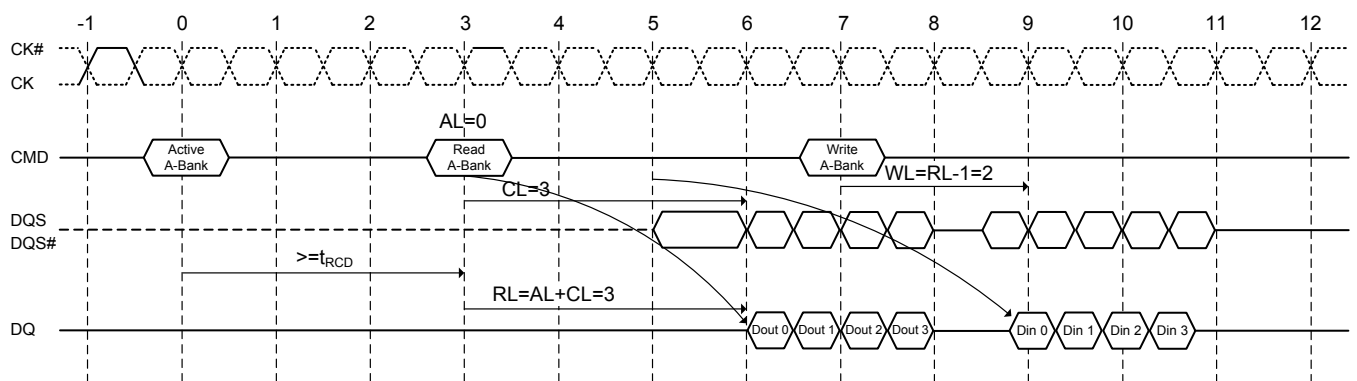 -1 0 1 2 3 4 5 6 7 8 9 10 11 12
CK#
CK
AL=0
CMD
Active
A-Bank
Read
A-Bank
Write
A-Bank
CL=3
WL=RL-1=2
DQS
DQS#
>=tRCD
RL=AL+CL=3
DQ
Dout 0 Dout 1 Dout 2 Dout 3 Din 0 Din 1 Din 2 Din 3